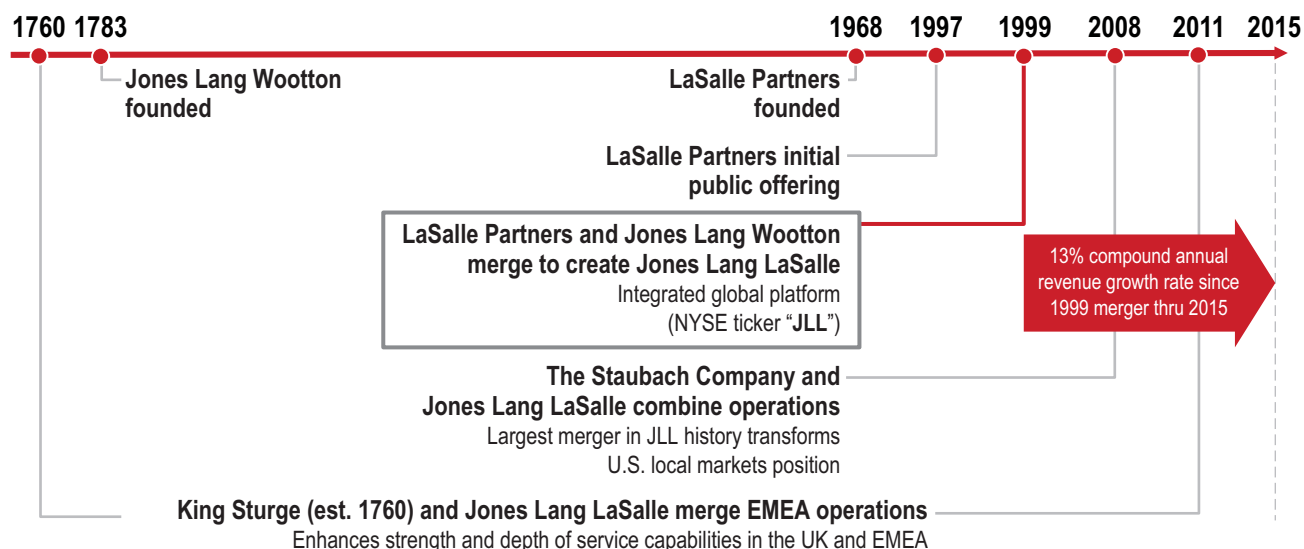 1760 1783 1968 1997 1999 2008 2011 2015
Jones Lang Wootton
founded
LaSalle Partners
founded
LaSalle Partners initial
public offering
LaSalle Partners and Jones Lang Wootton
merge to create Jones Lang LaSalle
Integrated global platform
(NYSE ticker “JLL”)
13% compound annual
revenue growth rate since
1999 merger thru 2015
The Staubach Company and
Jones Lang LaSalle combine operations
Largest merger in JLL history transforms
U.S. local markets position
King Sturge (est. 1760) and Jones Lang LaSalle merge EMEA operations
Enhances strength and depth of service capabilities in the UK and EMEA